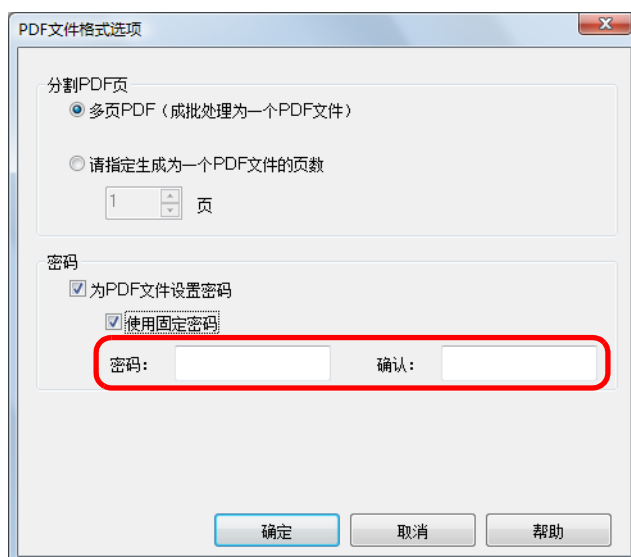 PDF文件格式选项
分割PDF页
多页PDF（成批处理为一个PDF文件）
请指定生成为一个PDF文件的页数
1 页
密码
为PDF文件设置密码
使用固定密码
密码： 确认：
确定 取消 帮助